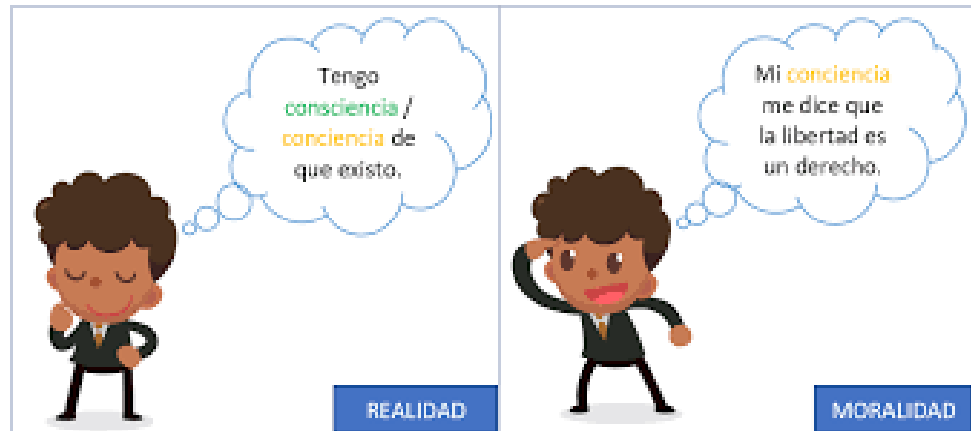 Tengo
consciencia /
conciencia de
que existo.
REALIDAD
Mi conciencia
me dice que
la libertad es
un derecho.
MORALIDAD